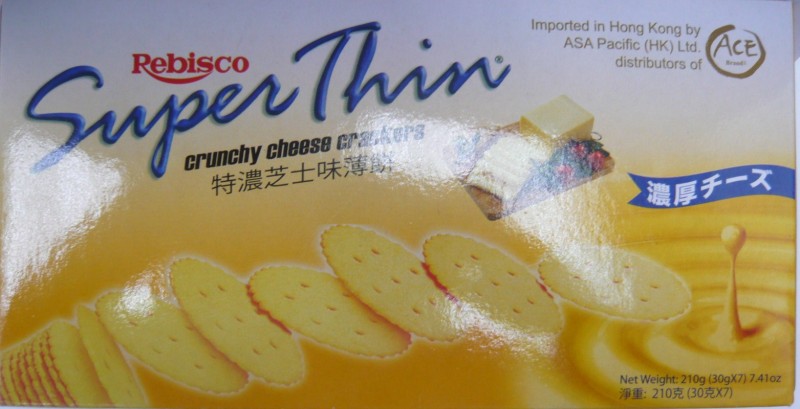 Imported in Hong Kong by
ASA Pacific (HK) Ltd.
distributors of
ACE
Brand!
Rebisco
Super Thin®
crunchy cheese crackers
特濃芝士味薄餅
濃厚チーズ
Net Weight: 210g (30gX7) 7.41oz
淨重: 210克 (30克X7)